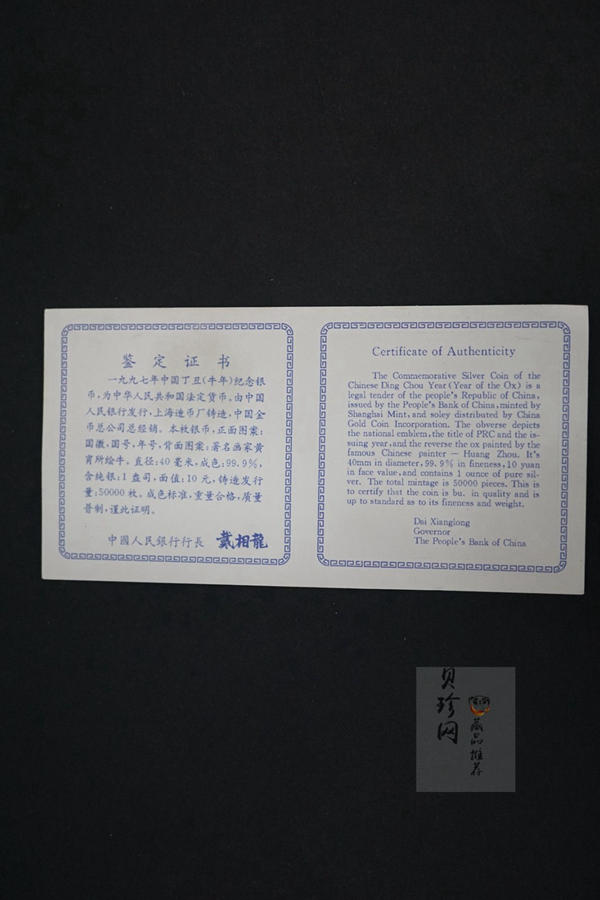 鉴定证书
一九九七年中国丁丑(牛年)纪念银
币,为中华人民共和国法定货币。由中国
人民银行发行,上海造币厂铸造,中国金
币总公司总经销。本枚银币,正面图案:
国徽、国号、年号,背面图案:著名画家黄
胄所绘牛。直径:40毫米,成色:99.9%,
含纯银:1盎司,面值:10元,铸造发行
量:50000枚。成色标准,重量合格,质量
普制,谨此证明。
中國人民银行行長 戴相龍
Certificate of Authenticity
The Commemorative Silver Coin of the
Chinese Ding Chou Year (Year of the Ox) is a
legal tender of the people's Republic of China,
issued by the People's Bank of China, minted by
Shanghai Mint, and soley distributed by China
Gold Coin Incorporation. The obverse depicts
the national emblem, the title of PRC and the is-
suing year, and the reverse the ox painted by the
famous Chinese painter — Huang Zhou. It's
40mm in diameter, 99.9% in fineness, 10 yuan
in face value, and contains 1 ounce of pure sil-
ver. The total mintage is 50000 pieces. This is
to certify that the coin is bu. in quality and is
up to standard as to its fineness and weight.
Dai Xianglong
Governor
The People's Bank of China
贝珍网
藏品推荐